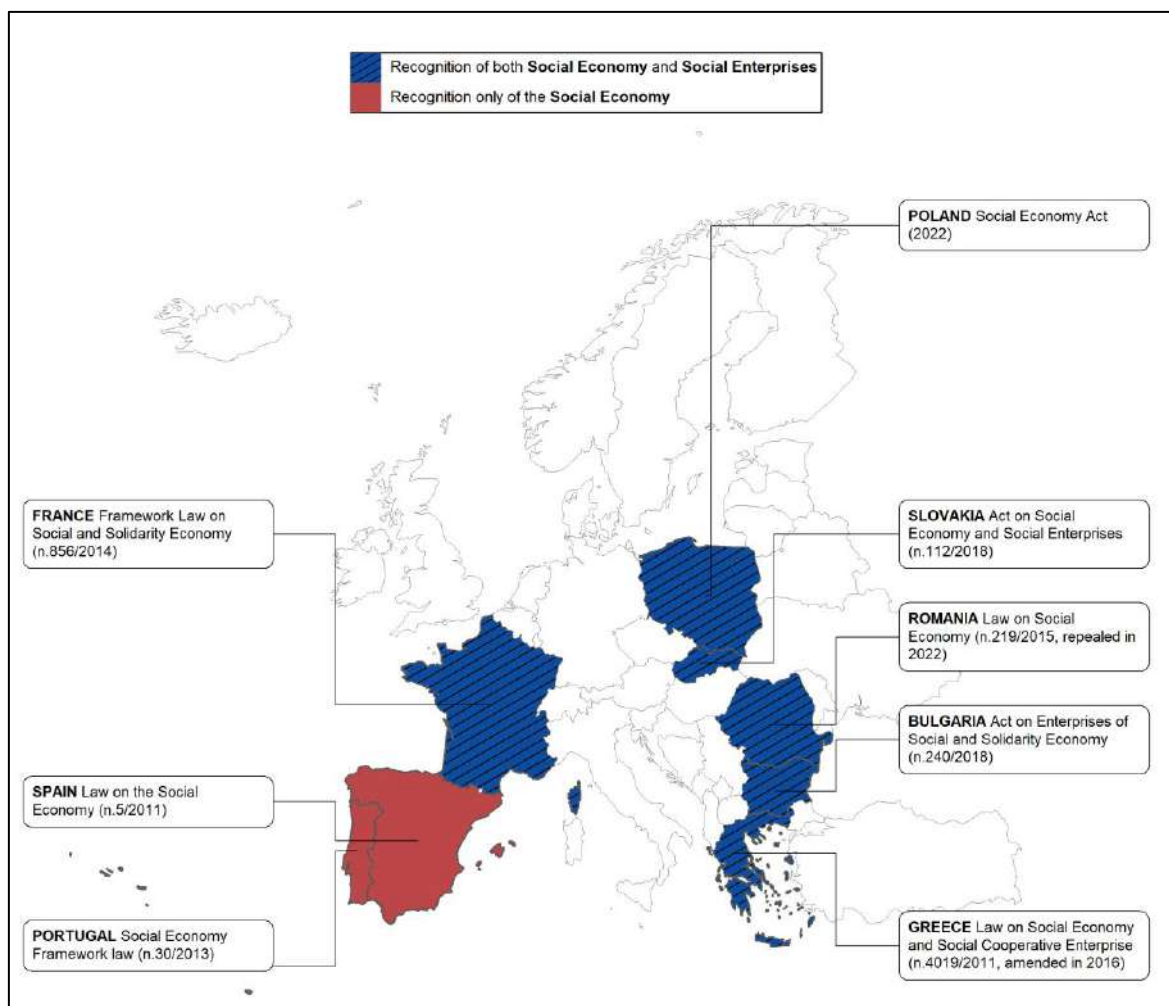 Recognition of both Social Economy and Social Enterprises
Recognition only of the Social Economy
POLAND Social Economy Act
(2022)
FRANCE Framework Law on
Social and Solidarity Economy
(n.856/2014)
SLOVAKIA Act on Social
Economy and Social Enterprises
(n.112/2018)
ROMANIA Law on Social
Economy (n.219/2015, repealed in
2022)
BULGARIA Act on Enterprises of
Social and Solidarity Economy
(n.240/2018)
SPAIN Law on the Social
Economy (n.5/2011)
PORTUGAL Social Economy
Framework law (n.30/2013)
GREECE Law on Social Economy
and Social Cooperative Enterprise
(n.4019/2011, amended in 2016)